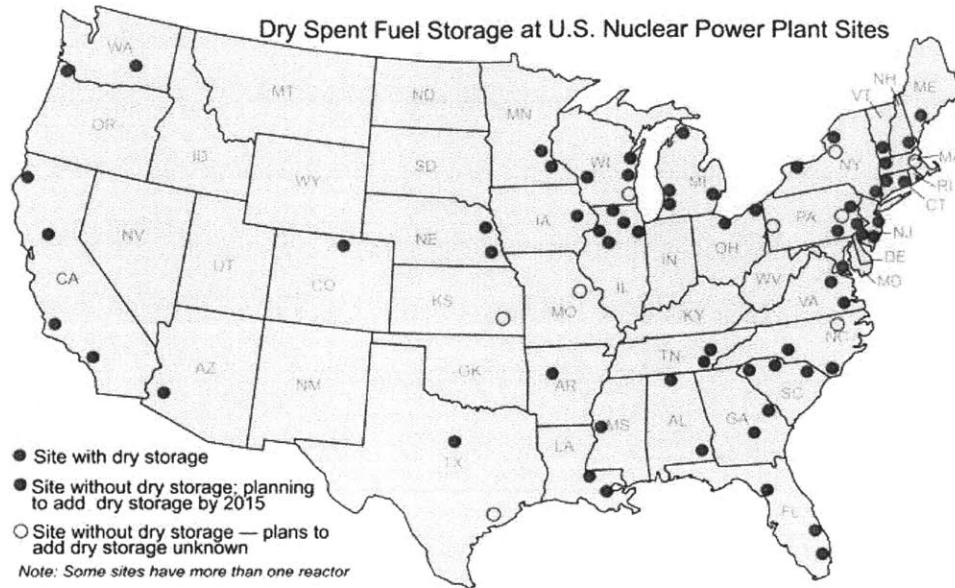 Dry Spent Fuel Storage at U.S. Nuclear Power Plant Sites
WA
MT
ND
MN
OR
ID
SD
WI
MI
NY
VT
NH
ME
MA
RI
CT
WY
NE
IA
PA
NJ
NV
UT
CO
IL
IN
OH
DE
MD
CA
KS
MO
WV
VA
KY
NC
AZ
NM
OK
AR
TN
SC
TX
LA
MS
AL
GA
FL
Site with dry storage
Site without dry storage; planning
to add dry storage by 2015
Site without dry storage — plans to
add dry storage unknown
Note: Some sites have more than one reactor